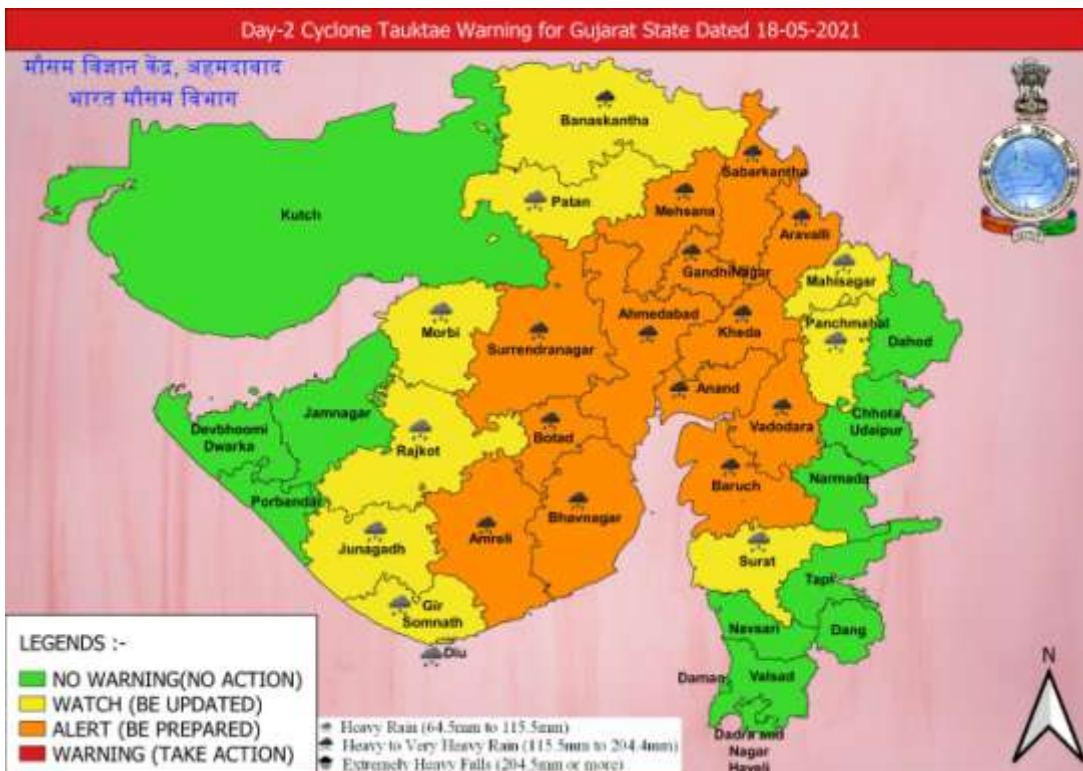 Day-2 Cyclone Tauktae Warning for Gujarat State Dated 18-05-2021
मौसम विज्ञान केंद्र, अहमदाबाद
भारत मौसम विभाग
Banaskantha
Sabarkantha
Patan
Mehsana
Kutch
Aravalli
GandhiNagar
Mahisagar
Ahmedabad
Panchmahal
Morbi
Kheda
Dahod
Surrendranagar
Anand
Jamnagar
Chhota
Udaipur
Devbhoomi
Dwarka
Vadodara
Botad
Rajkot
Narmada
Baruch
Porbandar
Bhavnagar
Amreli
Junagadh
Surat
Tapi
Gir
Somnath
Navsari
Dang
Diu
Daman
Valsad
Dadra and
Nagar
Haveli
N
LEGENDS :-
NO WARNING(NO ACTION)
WATCH (BE UPDATED)
ALERT (BE PREPARED)
WARNING (TAKE ACTION)
Heavy Rain (64.5mm to 115.5mm)
Heavy to Very Heavy Rain (115.5mm to 204.4mm)
Extremely Heavy Falls (204.5mm or more)